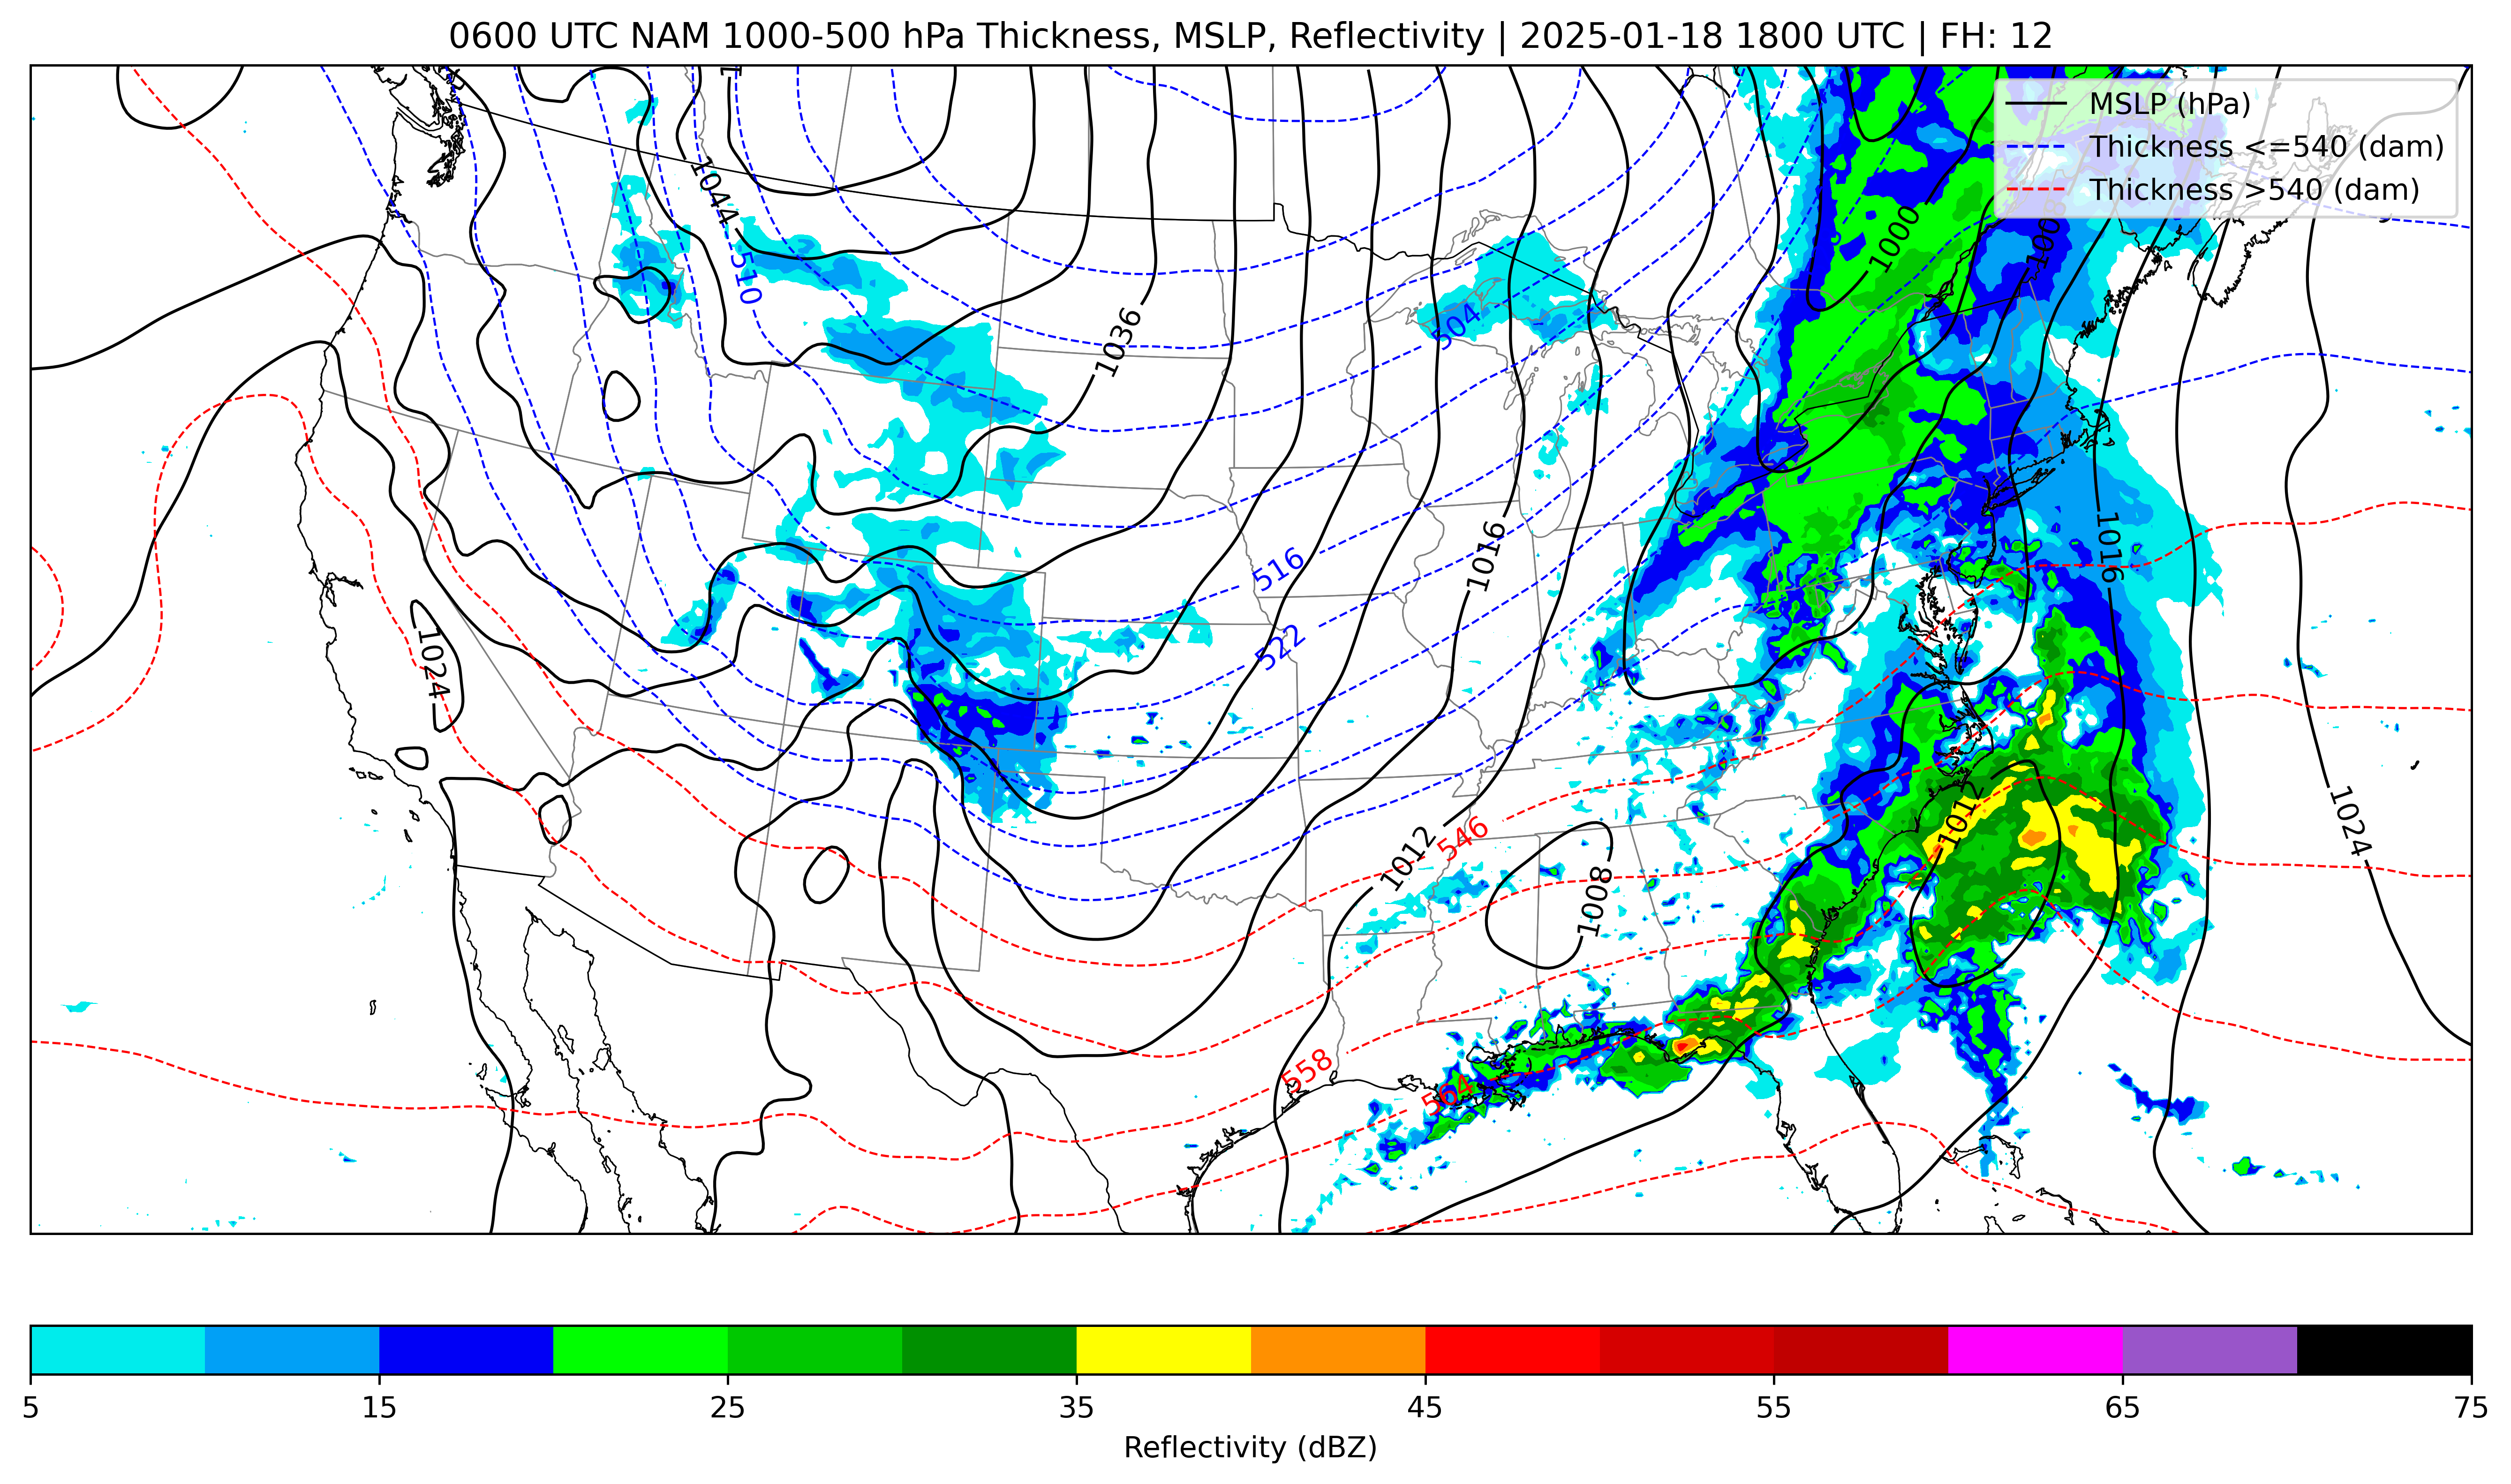 0600 UTC NAM 1000-500 hPa Thickness, MSLP, Reflectivity | 2025-01-18 1800 UTC | FH: 12
MSLP (hPa)
Thickness <=540 (dam)
Thickness >540 (dam)
1044
510
1000
1036
504
1016
516
1016
522
1024
1012
546
1012
1024
1008
558
564
5 15 25 35 45 55 65 75
Reflectivity (dBZ)